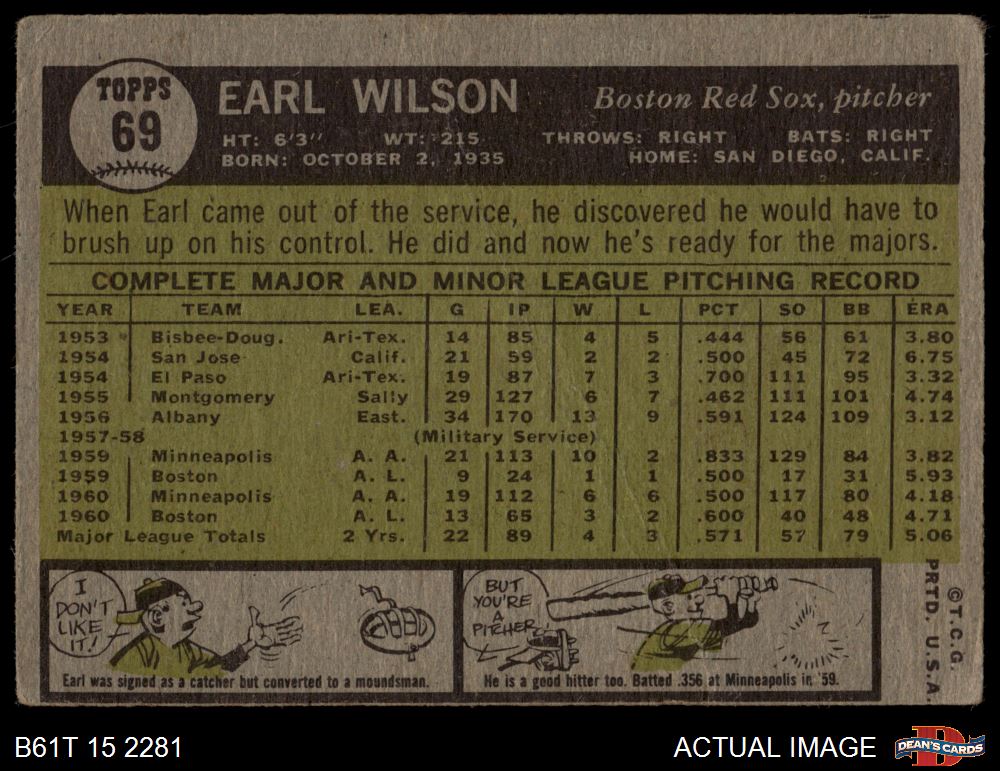 TOPPS
69
EARL WILSON
Boston Red Sox, pitcher
HT: 6'3" WT: 215 THROWS: RIGHT BATS: RIGHT
BORN: OCTOBER 2, 1935 HOME: SAN DIEGO, CALIF.
When Earl came out of the service, he discovered he would have to
brush up on his control. He did and now he's ready for the majors.
COMPLETE MAJOR AND MINOR LEAGUE PITCHING RECORD
YEAR TEAM LEA. G IP W L PCT SO BB ERA
1953 Bisbee-Doug. Ari-Tex. 14 85 4 5 .444 56 61 3.80
1954 San Jose Calif. 21 59 2 2 .500 45 72 6.75
1954 El Paso Ari-Tex. 19 87 7 3 .700 111 95 3.32
1955 Montgomery Sally 29 127 6 7 .462 111 101 4.74
1956 Albany East. 34 170 13 9 .591 124 109 3.12
1957-58 (Military Service)
1959 Minneapolis A. A. 21 113 10 2 .833 129 84 3.82
1959 Boston A. L. 9 24 1 1 .500 17 31 5.93
1960 Minneapolis A. A. 19 112 6 6 .500 117 80 4.18
1960 Boston A. L. 13 65 3 2 .600 40 48 4.71
Major League Totals 2 Yrs. 22 89 4 3 .571 57 79 5.06
I
DON'T
LIKE
IT!
Earl was signed as a catcher but converted to a moundsman.
BUT
YOU'RE
A
PITCHER
He is a good hitter too. Batted .356 at Minneapolis in '59.
©T.C.G.
PRTD. U.S.A.
B61T 15 2281
ACTUAL IMAGE
D
DEAN'S CARDS